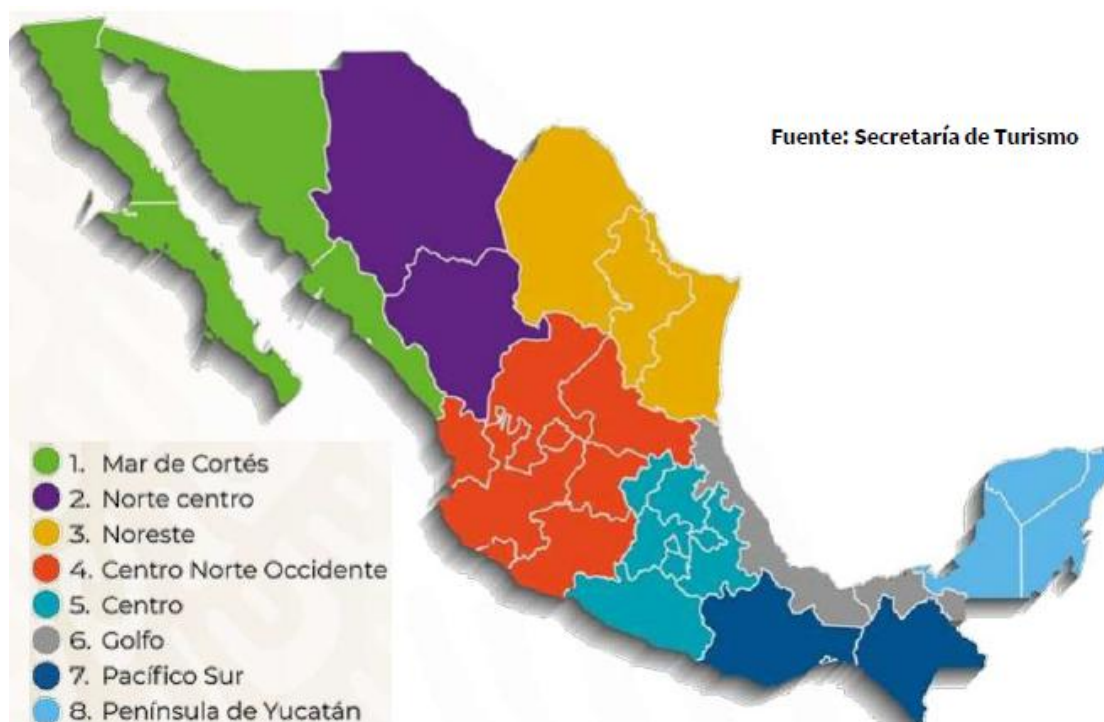 Fuente: Secretaría de Turismo
1. Mar de Cortés
2. Norte centro
3. Noreste
4. Centro Norte Occidente
5. Centro
6. Golfo
7. Pacífico Sur
8. Península de Yucatán